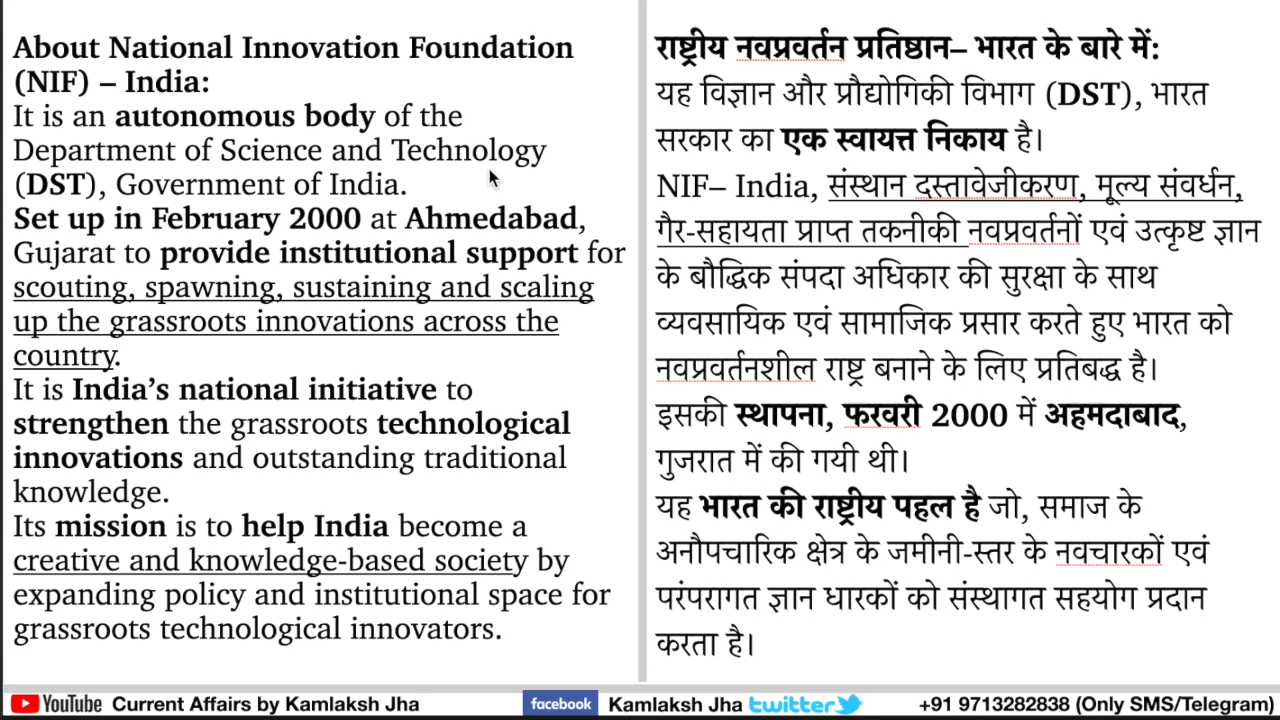 About National Innovation Foundation
(NIF) – India:
It is an autonomous body of the
Department of Science and Technology
(DST), Government of India.
Set up in February 2000 at Ahmedabad,
Gujarat to provide institutional support for
scouting, spawning, sustaining and scaling
up the grassroots innovations across the
country.
It is India’s national initiative to
strengthen the grassroots technological
innovations and outstanding traditional
knowledge.
Its mission is to help India become a
creative and knowledge-based society by
expanding policy and institutional space for
grassroots technological innovators.
राष्ट्रीय नवप्रवर्तन प्रतिष्ठान– भारत के बारे में:
यह विज्ञान और प्रौद्योगिकी विभाग (DST), भारत
सरकार का एक स्वायत्त निकाय है।
NIF– India, संस्थान दस्तावेजीकरण, मूल्य संवर्धन,
गैर-सहायता प्राप्त तकनीकी नवप्रवर्तनों एवं उत्कृष्ट ज्ञान
के बौद्धिक संपदा अधिकार की सुरक्षा के साथ
व्यवसायिक एवं सामाजिक प्रसार करते हुए भारत को
नवप्रवर्तनशील राष्ट्र बनाने के लिए प्रतिबद्ध है।
इसकी स्थापना, फरवरी 2000 में अहमदाबाद,
गुजरात में की गयी थी।
यह भारत की राष्ट्रीय पहल है जो, समाज के
अनौपचारिक क्षेत्र के जमीनी-स्तर के नवचारकों एवं
परंपरागत ज्ञान धारकों को संस्थागत सहयोग प्रदान
करता है।
YouTube Current Affairs by Kamlaksh Jha facebook Kamlaksh Jha twitter +91 9713282838 (Only SMS/Telegram)